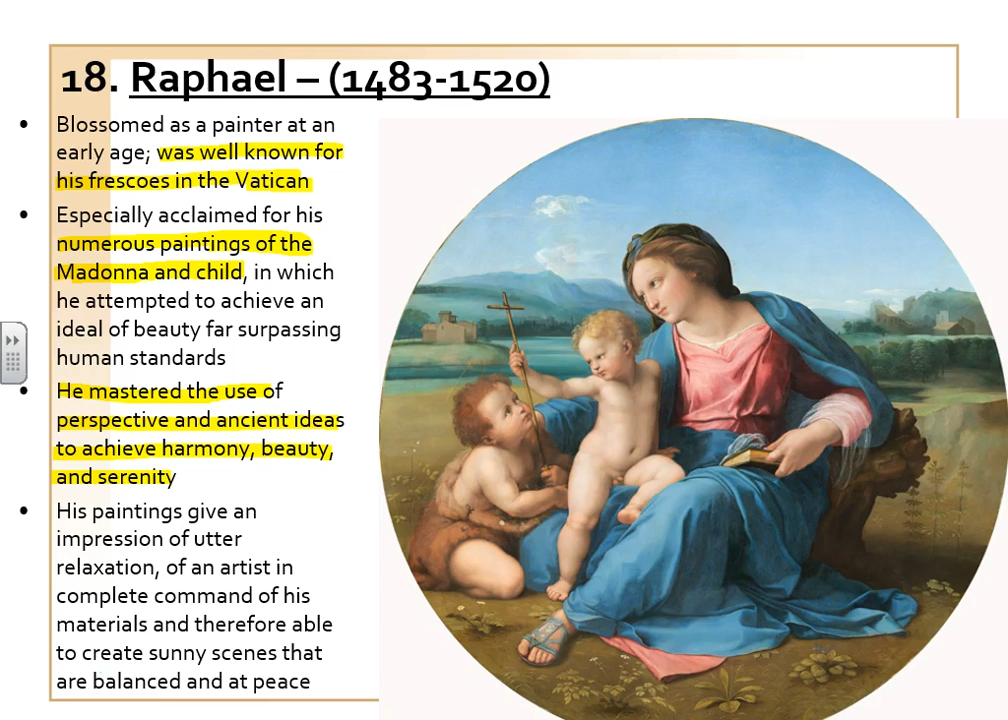 18. Raphael – (1483-1520)
• Blossomed as a painter at an
early age; was well known for
his frescoes in the Vatican
• Especially acclaimed for his
numerous paintings of the
Madonna and child, in which
he attempted to achieve an
ideal of beauty far surpassing
human standards
• He mastered the use of
perspective and ancient ideas
to achieve harmony, beauty,
and serenity
• His paintings give an
impression of utter
relaxation, of an artist in
complete command of his
materials and therefore able
to create sunny scenes that
are balanced and at peace